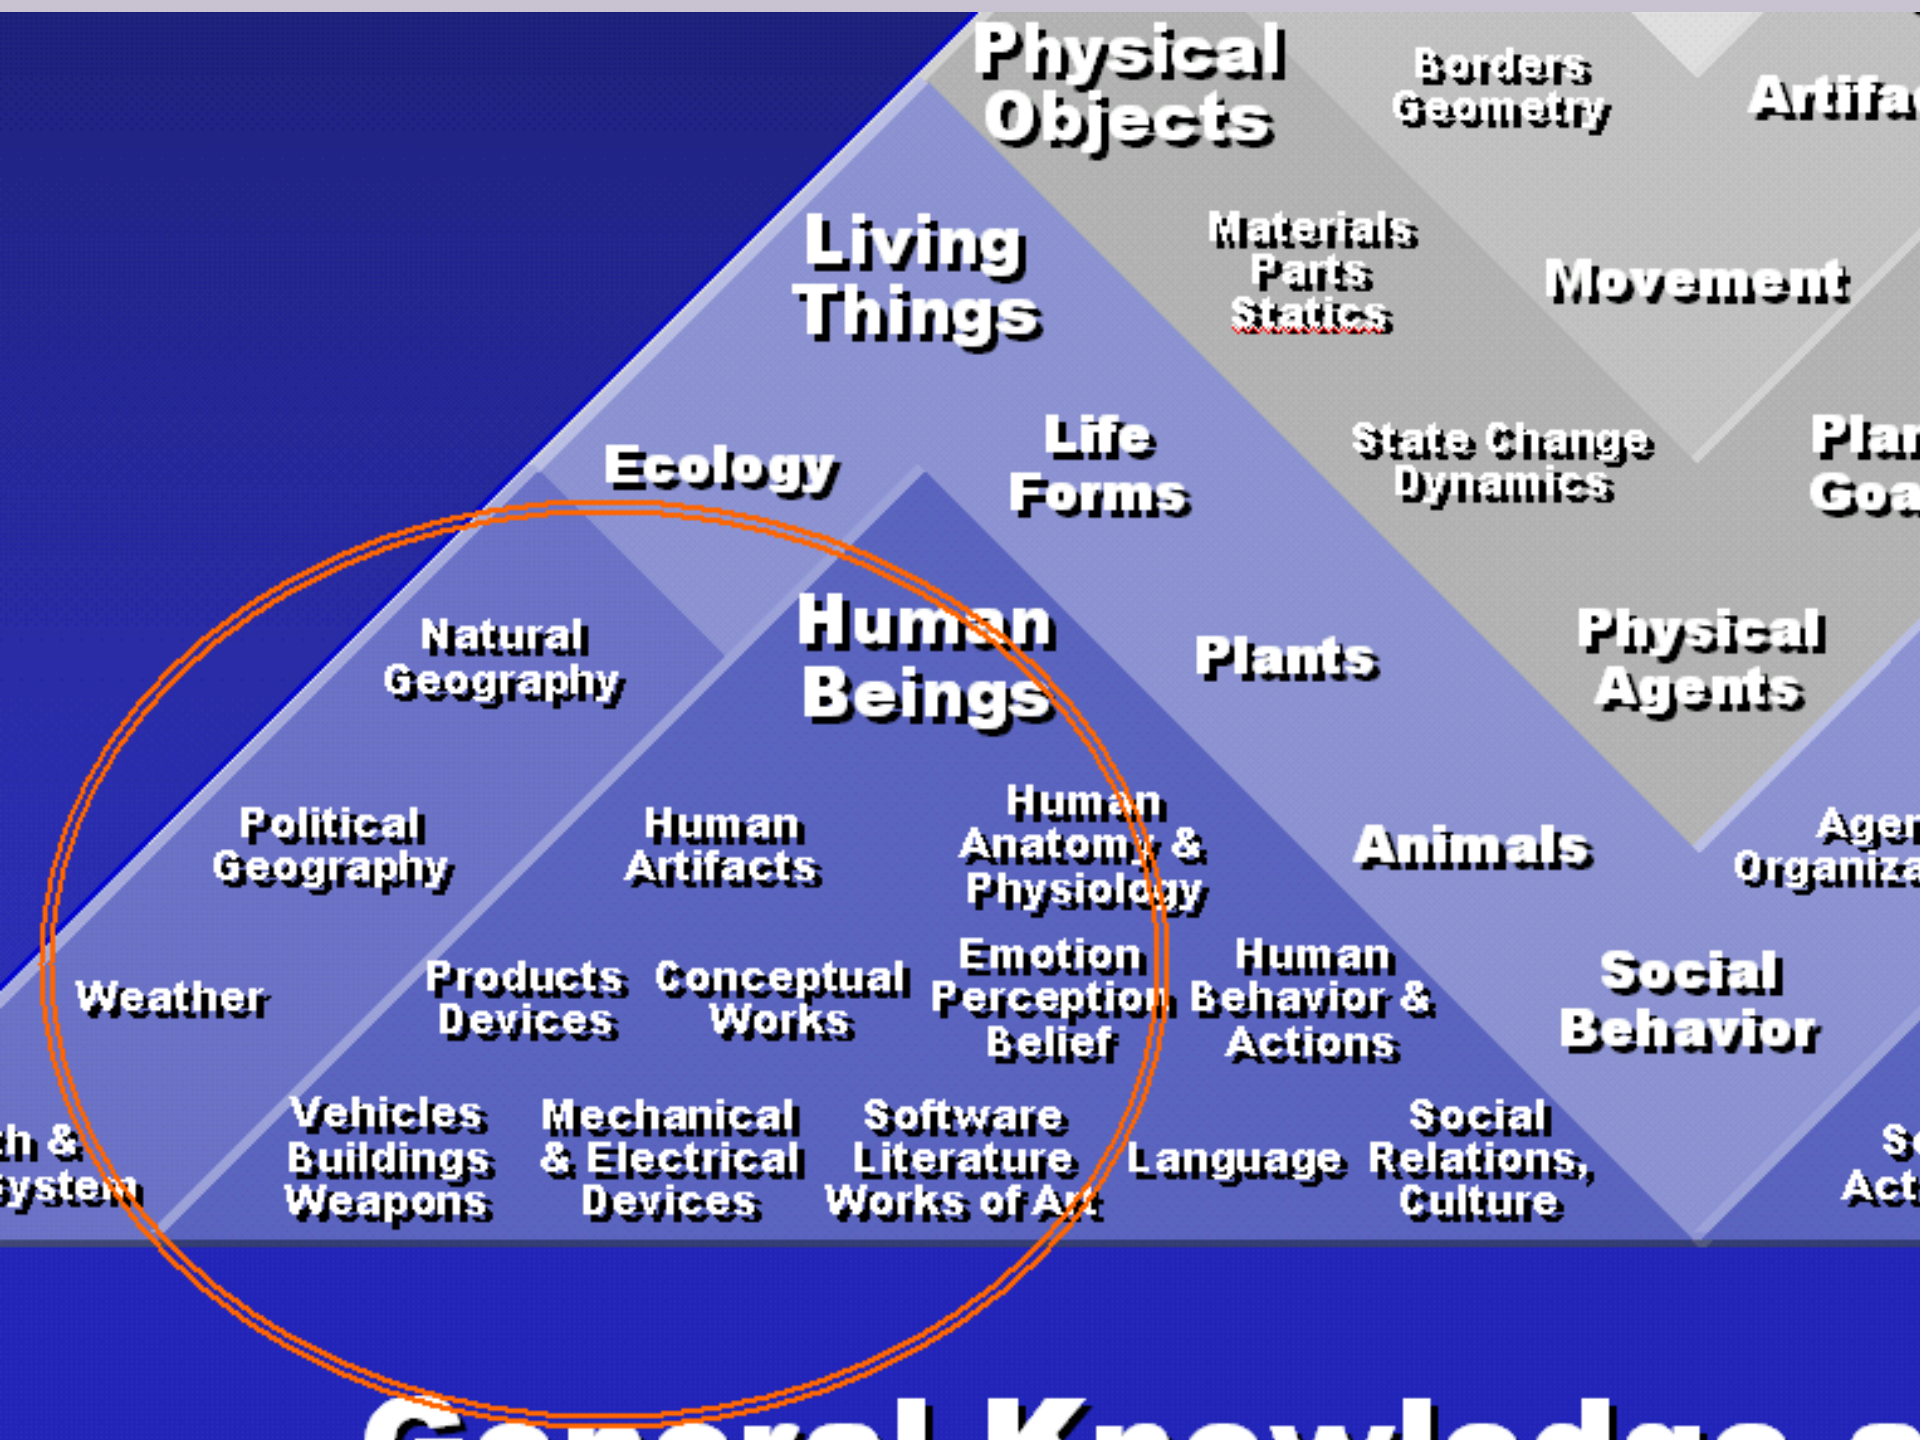 Physical
Objects
Borders
Geometry
Living
Things
Materials
Parts
Statics
Movement
Ecology
Life
Forms
State Change
Dynamics
Natural
Geography
Human
Beings
Plants
Physical
Agents
Political
Geography
Human
Artifacts
Human
Anatomy &
Physiology
Animals
Weather
Products
Devices
Conceptual
Works
Emotion
Perception
Belief
Human
Behavior &
Actions
Social
Behavior
Vehicles
Buildings
Weapons
Mechanical
& Electrical
Devices
Software
Literature
Works of Art
Language
Social
Relations,
Culture
General Knowledge